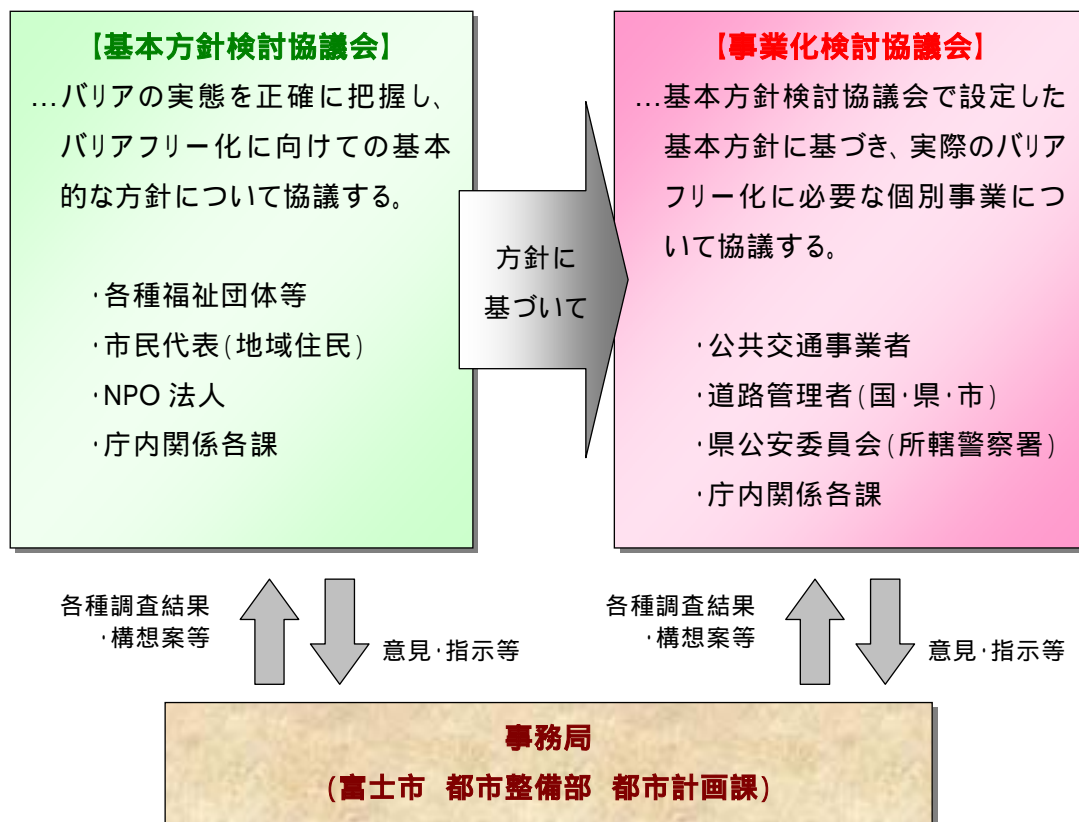 【基本方針検討協議会】
…バリアの実態を正確に把握し、
バリアフリー化に向けての基本
的な方針について協議する。
・各種福祉団体等
・市民代表(地域住民)
・NPO 法人
・庁内関係各課
方針に
基づいて
【事業化検討協議会】
…基本方針検討協議会で設定した
基本方針に基づき、実際のバリア
フリー化に必要な個別事業につ
いて協議する。
・公共交通事業者
・道路管理者(国・県・市)
・県公安委員会(所轄警察署)
・庁内関係各課
各種調査結果
・構想案等
意見・指示等
各種調査結果
・構想案等
意見・指示等
事務局
(富士市 都市整備部 都市計画課)